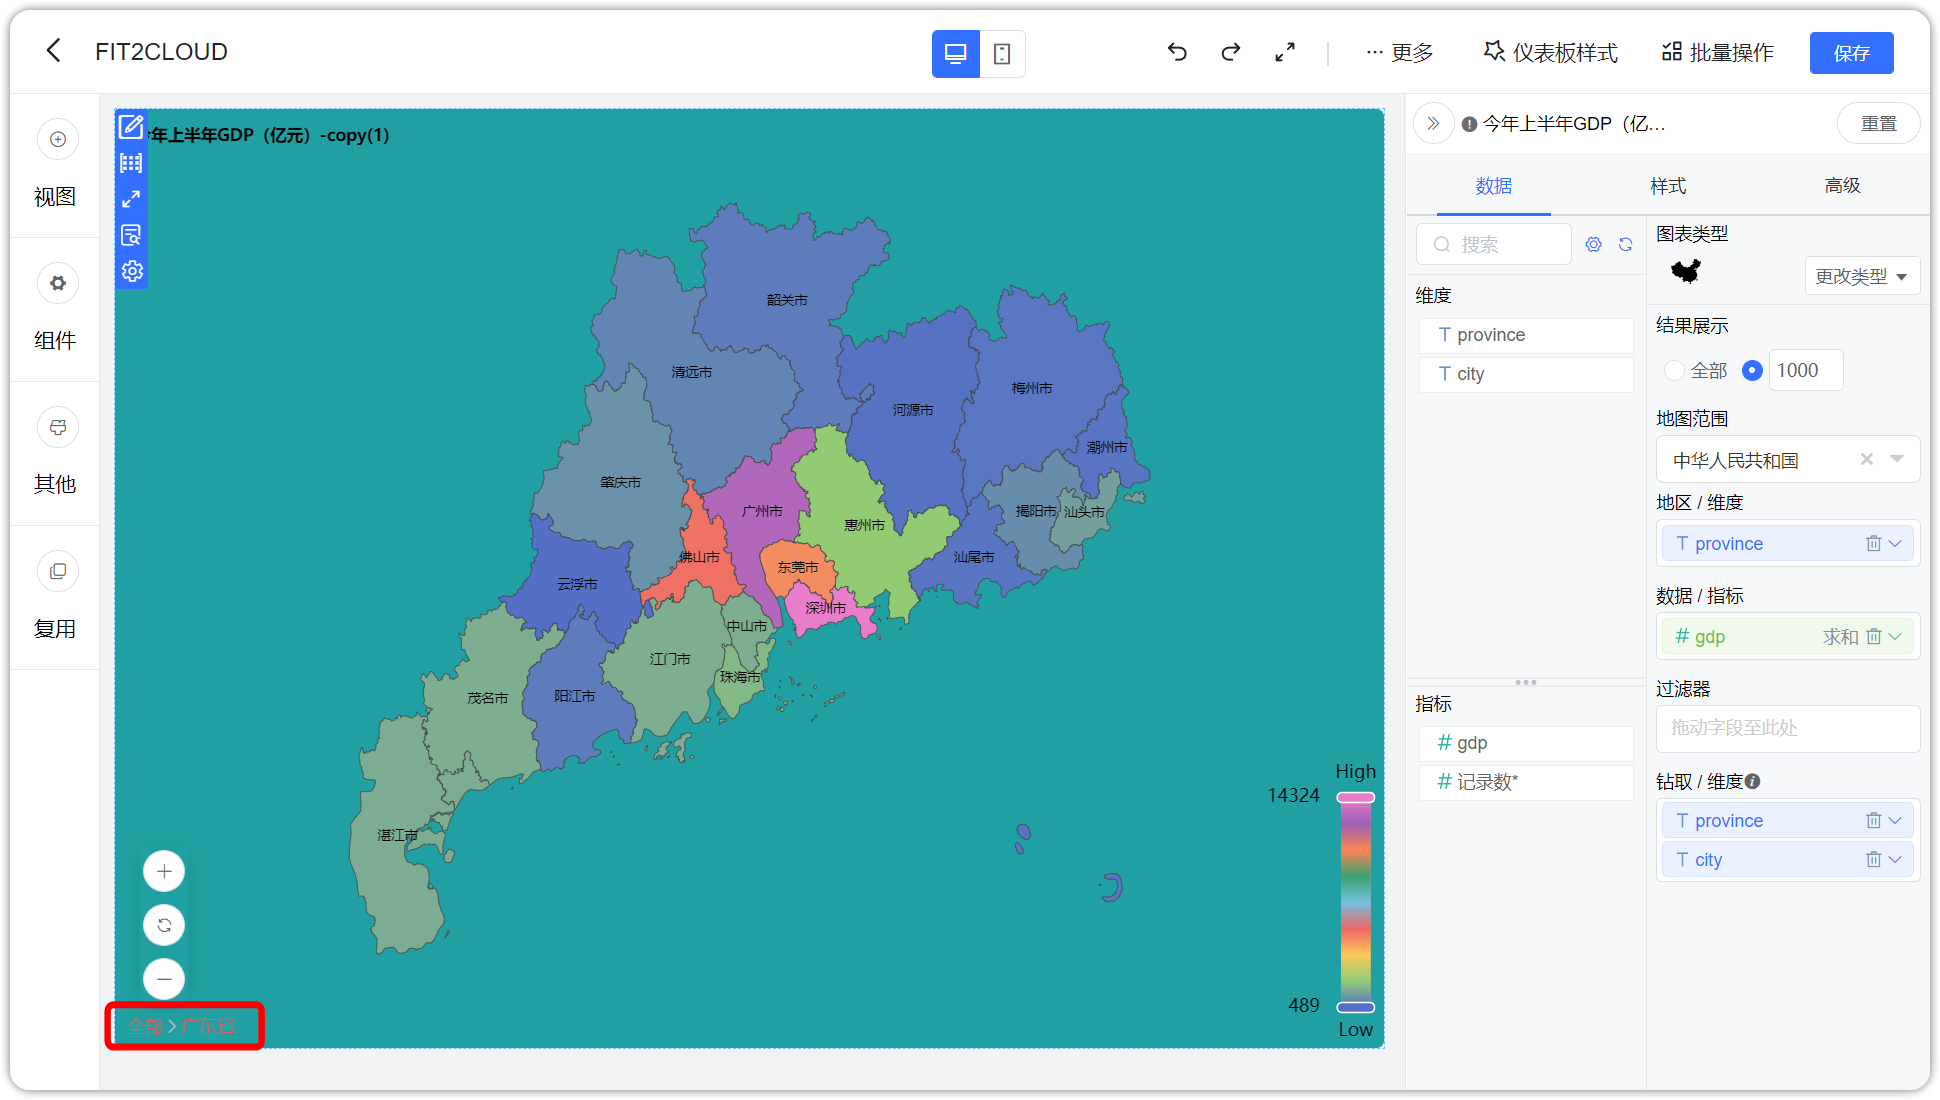 FIT2CLOUD
更多
仪表板样式
批量操作
保存
视图
组件
其他
复用
年上半年GDP（亿元）-copy(1)
韶关市
清远市
梅州市
河源市
潮州市
肇庆市
广州市
揭阳市
汕头市
惠州市
佛山市
汕尾市
东莞市
云浮市
深圳市
中山市
江门市
珠海市
茂名市
阳江市
湛江市
High
14324
489
Low
全部 > 广东省
今年上半年GDP（亿...
重置
数据
样式
高级
搜索
维度
province
city
指标
gdp
记录数*
图表类型
更改类型
结果展示
全部
1000
地图范围
中华人民共和国
地区 / 维度
province
数据 / 指标
gdp 求和
过滤器
拖动字段至此处
钻取 / 维度
province
city